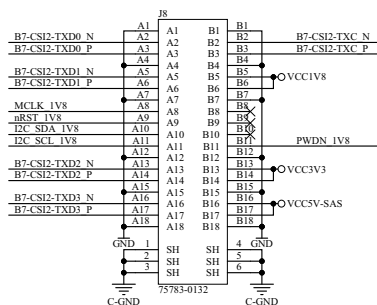 J8
A1 A1 B1 B1
B7-CSI2-TXD0_N A2 A2 B2 B2 B7-CSI2-TXC_N
B7-CSI2-TXD0_P A3 A3 B3 B3 B7-CSI2-TXC_P
A4 A4 B4 B4
B7-CSI2-TXD1_N A5 A5 B5 B5 VCC1V8
B7-CSI2-TXD1_P A6 A6 B6 B6
A7 A7 B7 B7
MCLK_1V8 A8 A8 B8 B8
nRST_1V8 A9 A9 B9 B9
I2C_SDA_1V8 A10 A10 B10 B10
I2C_SCL_1V8 A11 A11 B11 B11 PWDN_1V8
A12 A12 B12 B12
B7-CSI2-TXD2_N A13 A13 B13 B13 VCC3V3
B7-CSI2-TXD2_P A14 A14 B14 B14
A15 A15 B15 B15
B7-CSI2-TXD3_N A16 A16 B16 B16 VCC5V-SAS
B7-CSI2-TXD3_P A17 A17 B17 B17
A18 A18 B18 B18
GND GND
1 SH SH 4
2 SH SH 5
3 SH SH 6
75783-0132
C-GND C-GND